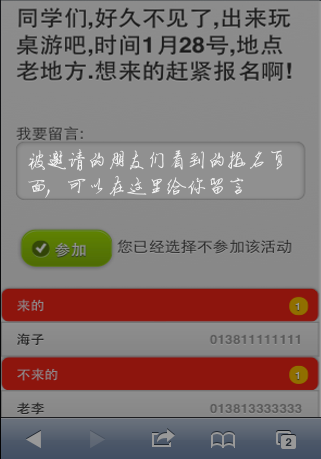 同学们,好久不见了,出来玩
桌游吧,时间1月28号,地点
老地方.想来的赶紧报名啊!
我要留言:
被邀请的朋友们看到的报名页
面，可以在这里给你留言
参加 您已经选择不参加该活动
来的 1
海子 013811111111
不来的 1
老李 013813333333
2